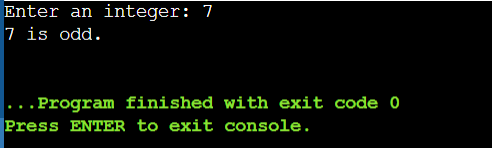 Enter an integer: 7
7 is odd.
...Program finished with exit code 0
Press ENTER to exit console.